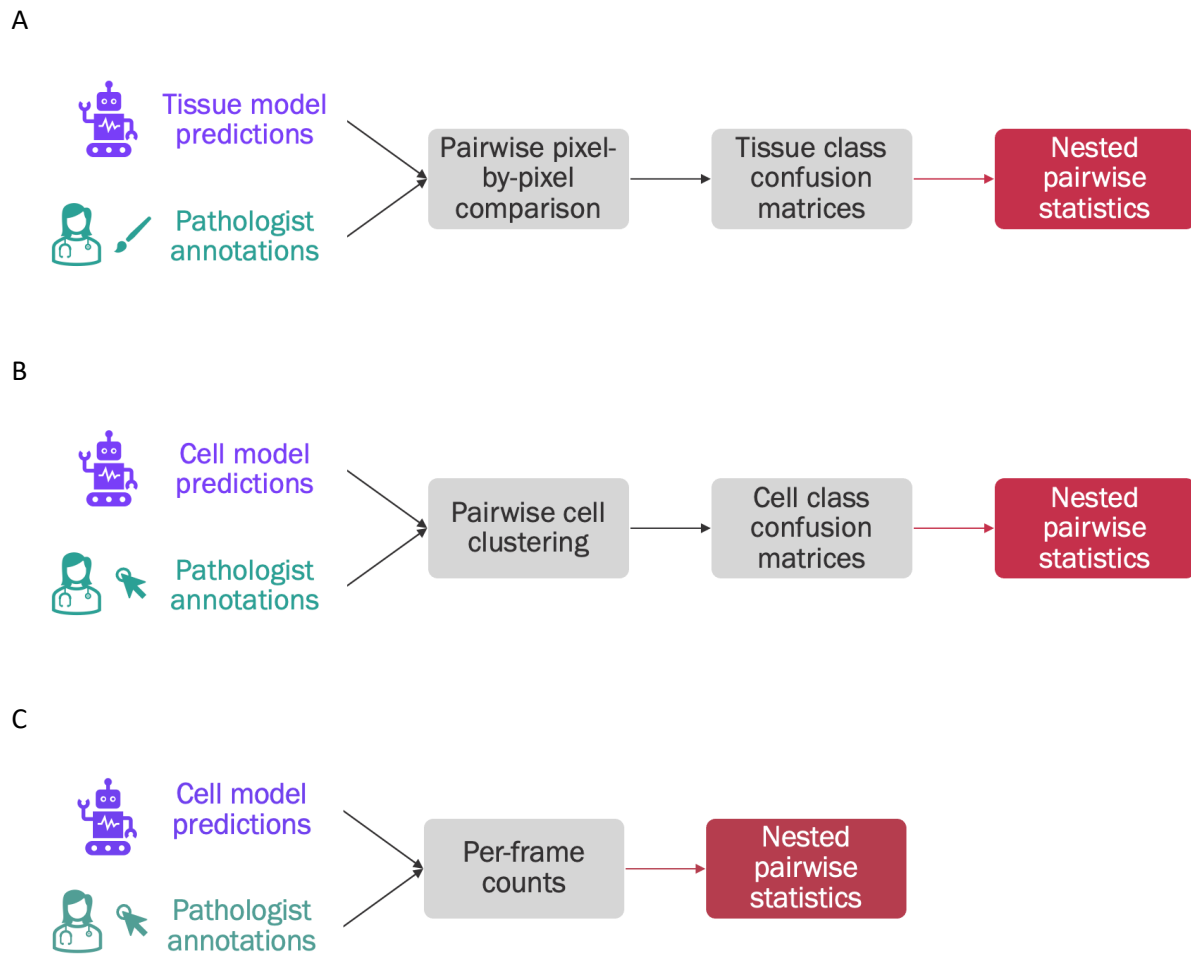 A
Tissue model
predictions
Pathologist
annotations
Pairwise pixel-
by-pixel
comparison
Tissue class
confusion
matrices
Nested
pairwise
statistics
B
Cell model
predictions
Pathologist
annotations
Pairwise cell
clustering
Cell class
confusion
matrices
Nested
pairwise
statistics
C
Cell model
predictions
Pathologist
annotations
Per-frame
counts
Nested
pairwise
statistics